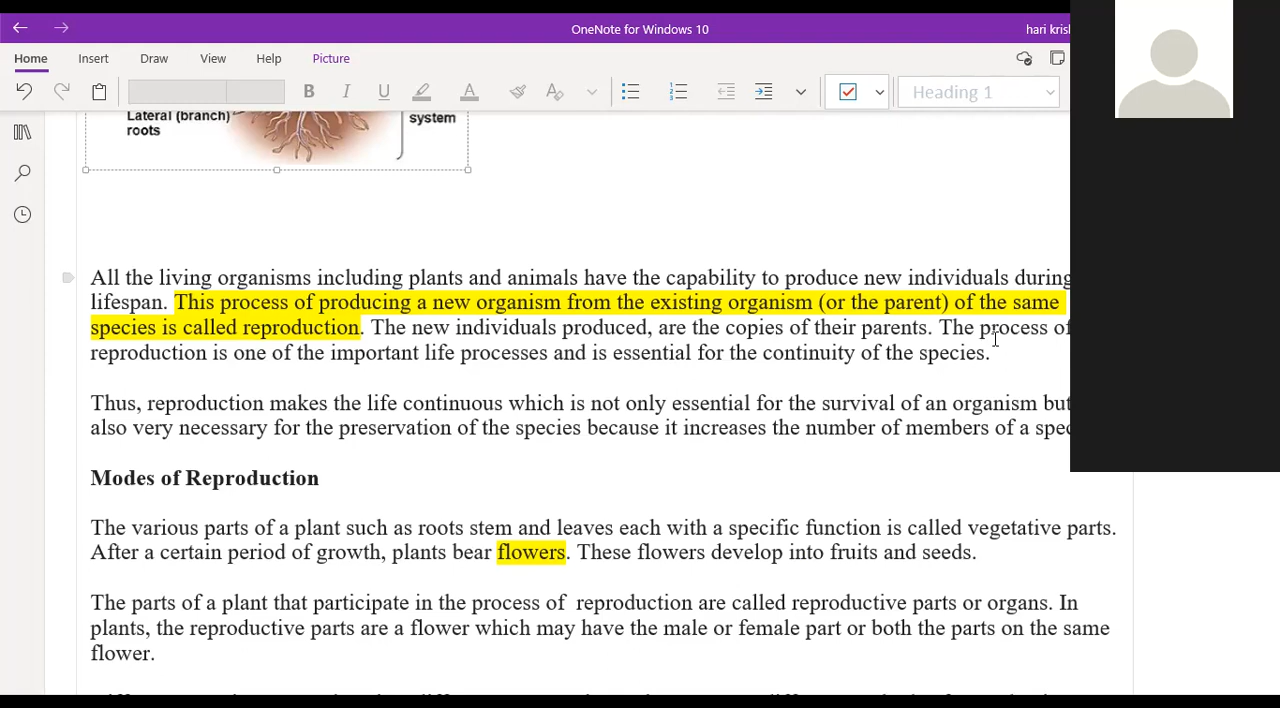 OneNote for Windows 10
hari krish
Home Insert Draw View Help Picture
B I U A Heading 1
Lateral (branch)
roots
system
All the living organisms including plants and animals have the capability to produce new individuals during
lifespan. This process of producing a new organism from the existing organism (or the parent) of the same
species is called reproduction. The new individuals produced, are the copies of their parents. The process of
reproduction is one of the important life processes and is essential for the continuity of the species.
Thus, reproduction makes the life continuous which is not only essential for the survival of an organism but
also very necessary for the preservation of the species because it increases the number of members of a spec
Modes of Reproduction
The various parts of a plant such as roots stem and leaves each with a specific function is called vegetative parts.
After a certain period of growth, plants bear flowers. These flowers develop into fruits and seeds.
The parts of a plant that participate in the process of reproduction are called reproductive parts or organs. In
plants, the reproductive parts are a flower which may have the male or female part or both the parts on the same
flower.